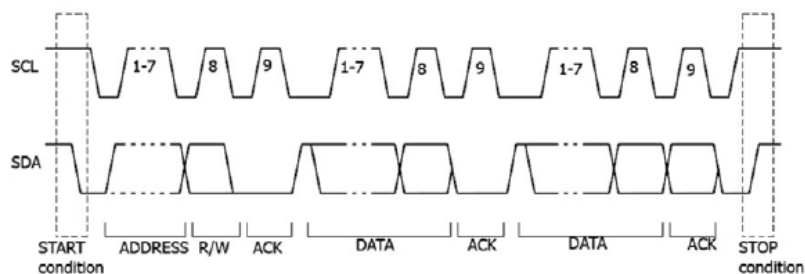 SCL 1-7 8 9 1-7 8 9 1-7 8 9
SDA
START ADDRESS R/W ACK DATA ACK DATA ACK STOP
condition condition